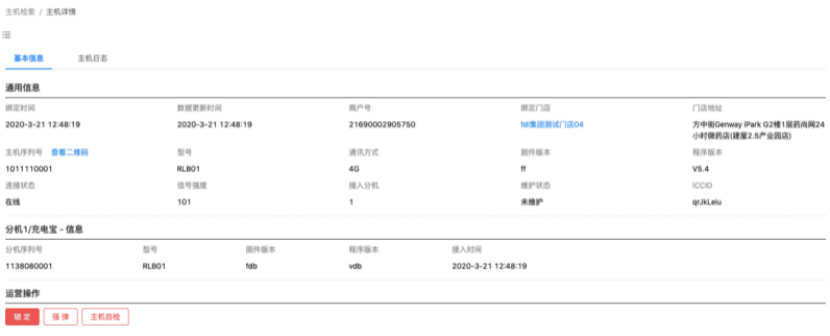 主机检索 / 主机详情
基本信息 主机日志
通用信息
绑定时间 数据更新时间 商户号 绑定门店 门店地址
2020-3-21 12:48:19 2020-3-21 12:48:19 21690002905750 fdl集团测试门店04 方中街Genway iPark G2楼1层药尚网24
小时微药店(建屋2.5产业园店)
主机序列号 查看二维码 型号 通讯方式 固件版本 程序版本
1011110001 RLB01 4G ff V5.4
连接状态 信号强度 接入分机 维护状态 ICCID
在线 101 1 未维护 qrJkLeiu
分机1/充电宝 - 信息
分机序列号 型号 固件版本 程序版本 接入时间
1138080001 RLB01 fdb vdb 2020-3-21 12:48:19
运营操作
锁定 强弹 主机自检